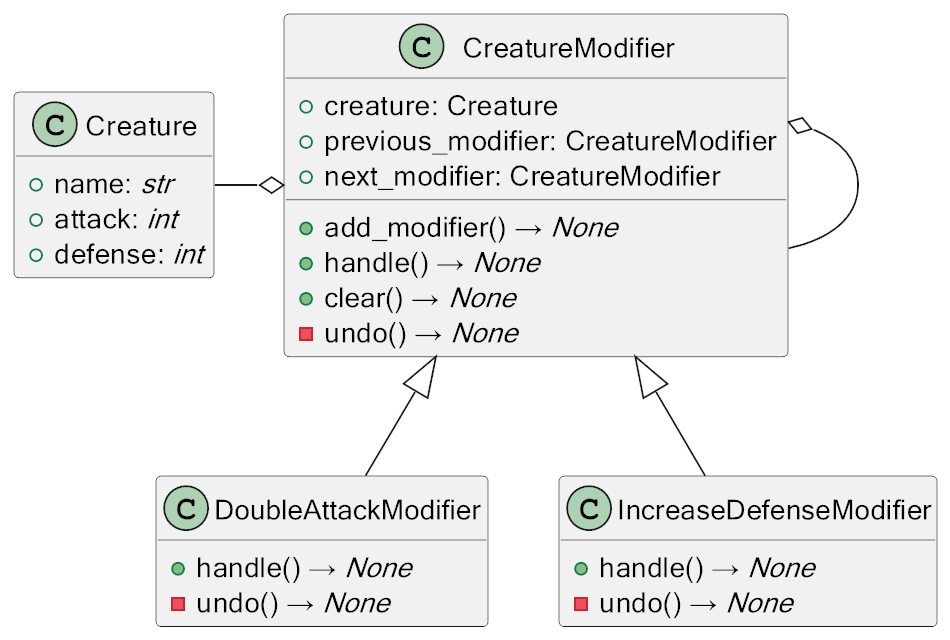 C CreatureModifier
creature: Creature
previous_modifier: CreatureModifier
next_modifier: CreatureModifier
add_modifier() → None
handle() → None
clear() → None
undo() → None
C Creature
name: str
attack: int
defense: int
C DoubleAttackModifier
handle() → None
undo() → None
C IncreaseDefenseModifier
handle() → None
undo() → None